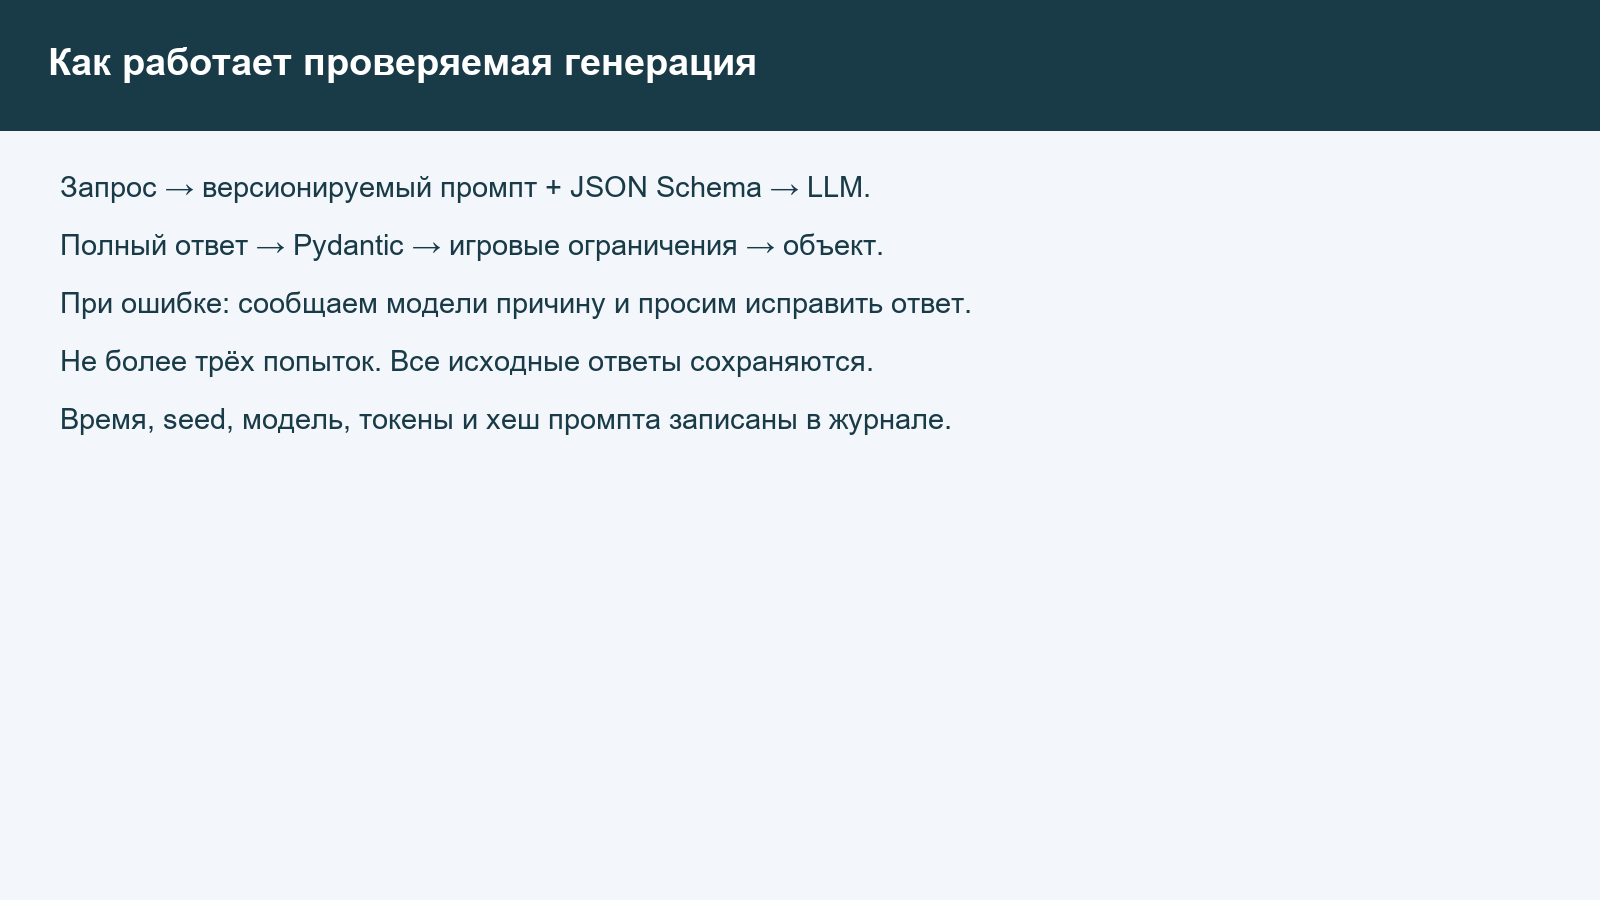 Как работает проверяемая генерация
Запрос → версионируемый промпт + JSON Schema → LLM.
Полный ответ → Pydantic → игровые ограничения → объект.
При ошибке: сообщаем модели причину и просим исправить ответ.
Не более трёх попыток. Все исходные ответы сохраняются.
Время, seed, модель, токены и хеш промпта записаны в журнале.